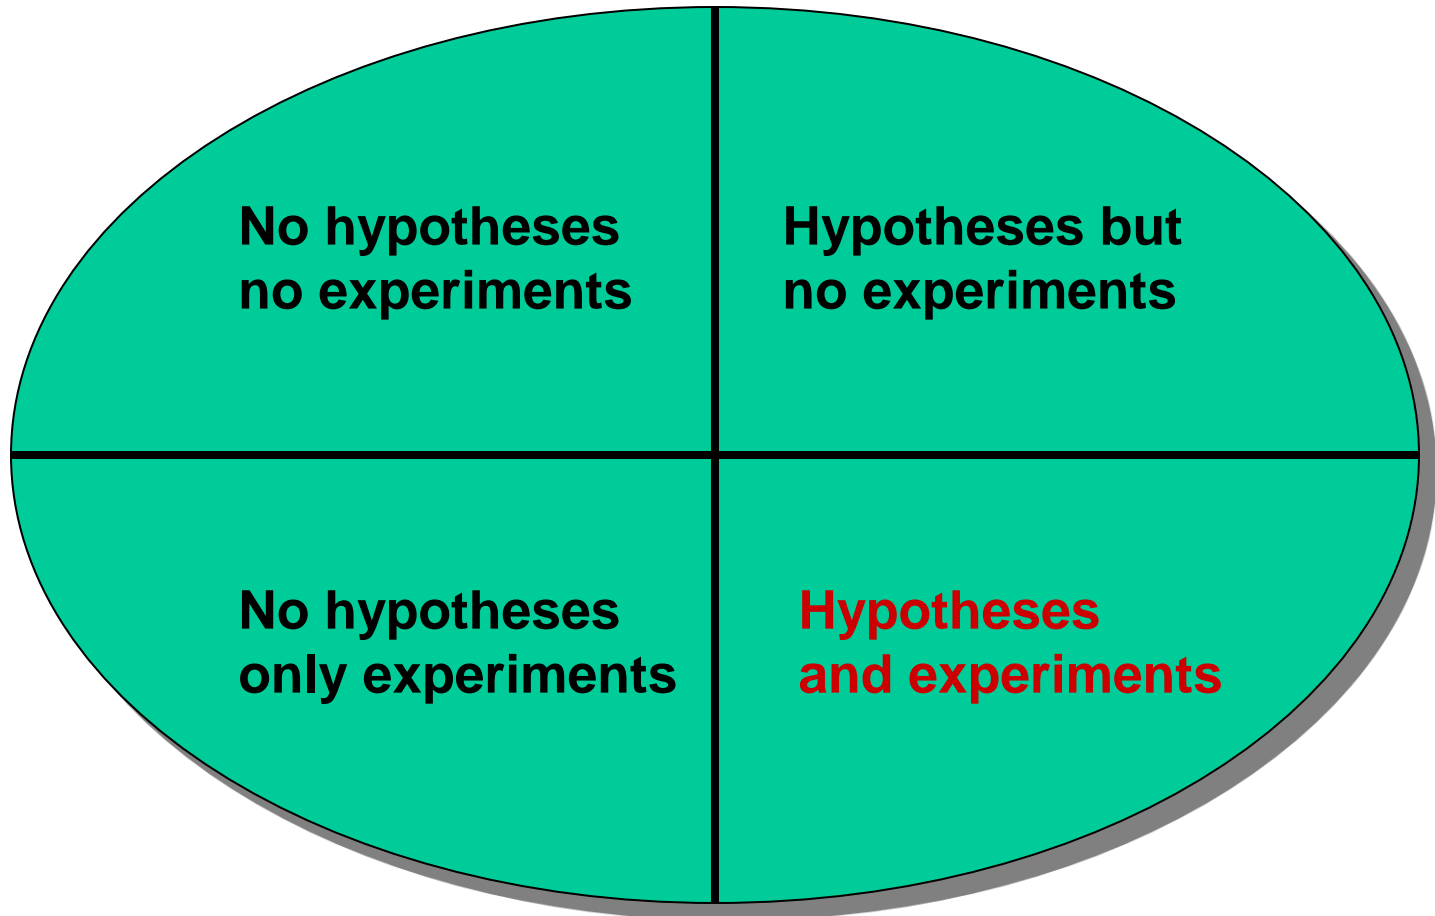 No hypotheses
no experiments
Hypotheses but
no experiments
No hypotheses
only experiments
Hypotheses
and experiments